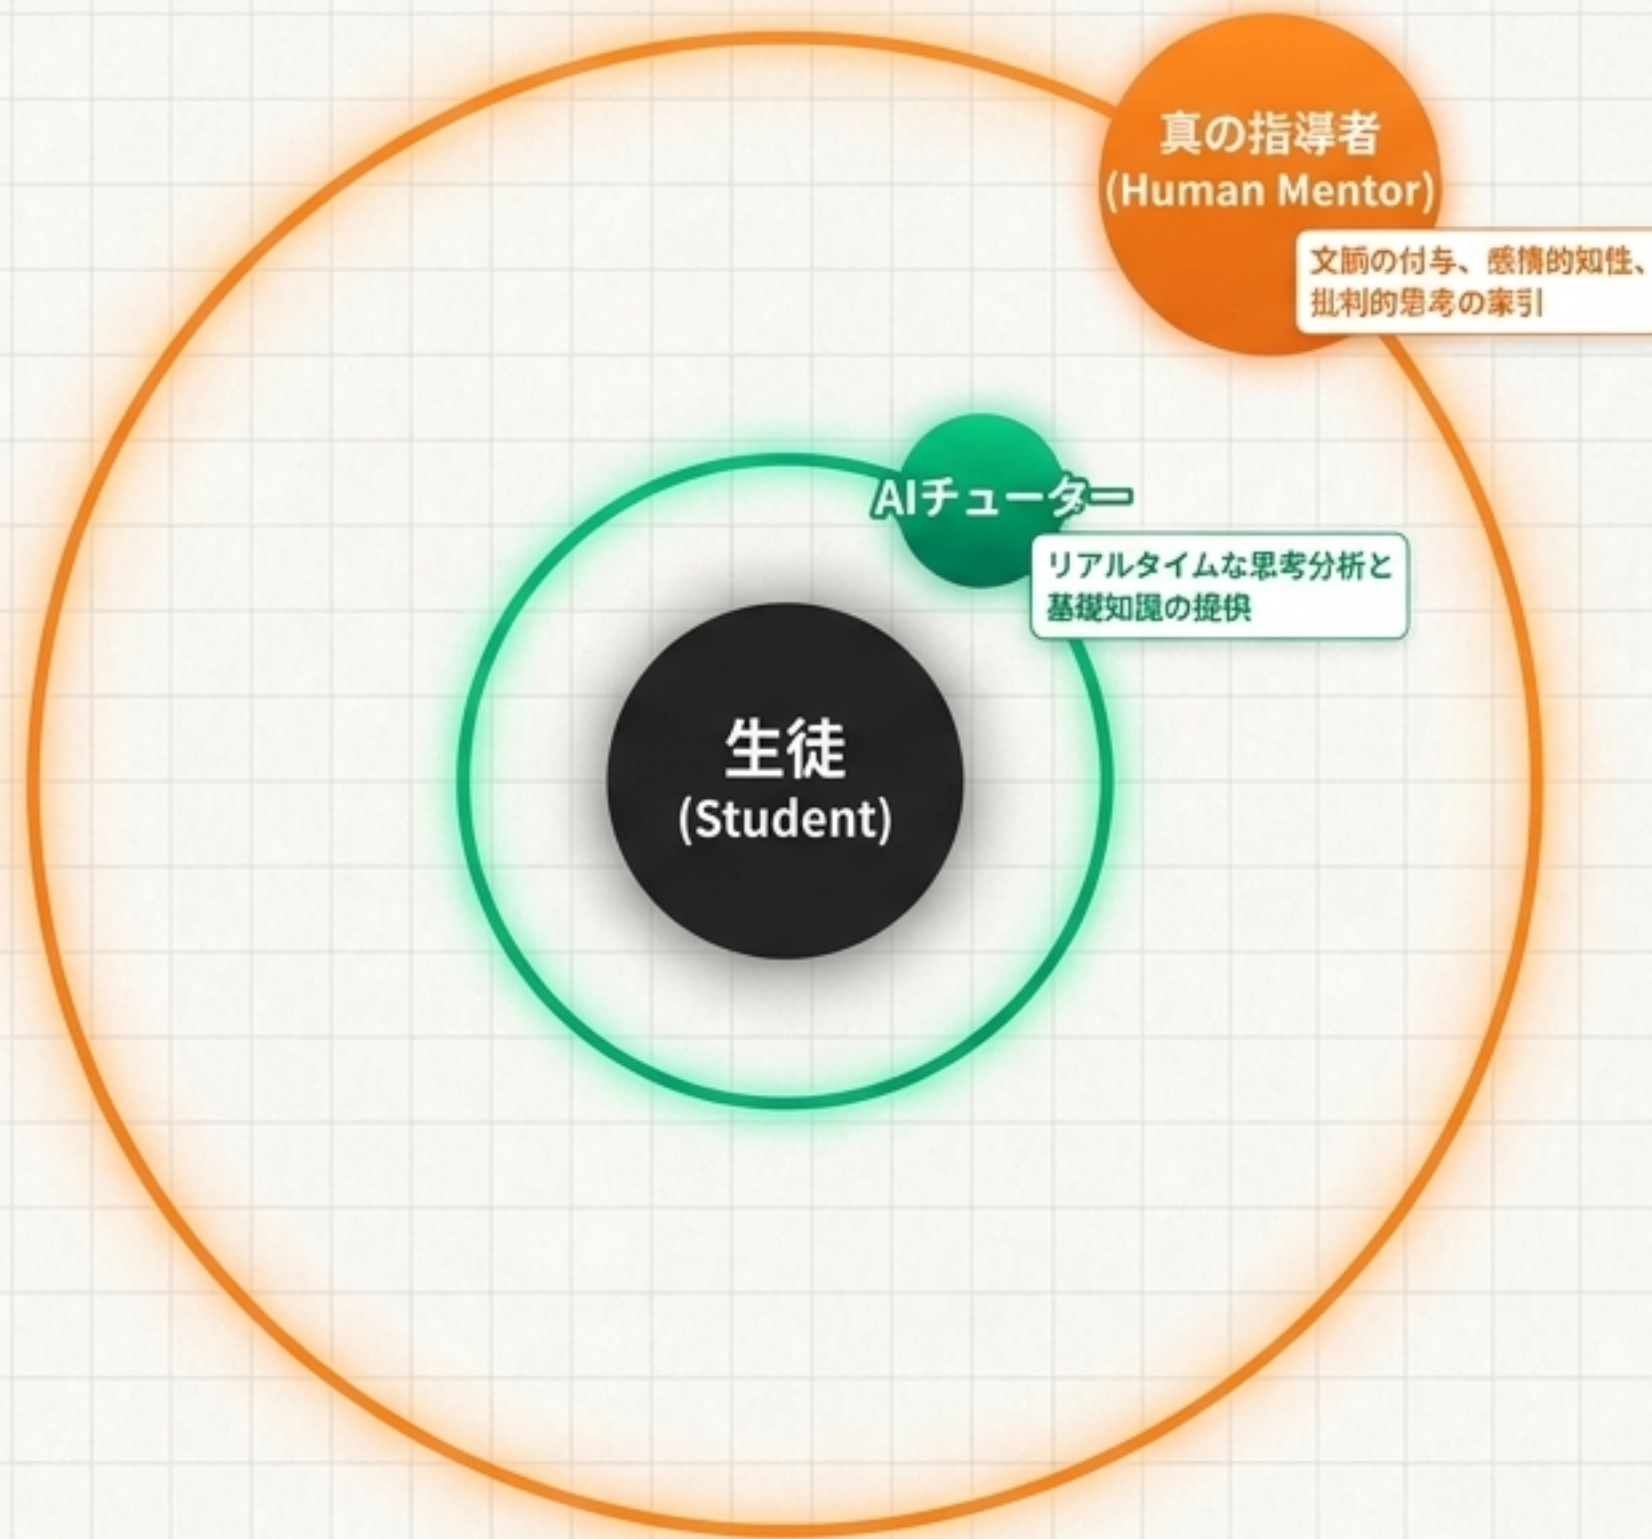 真の指導者
(Human Mentor)
文脈の付与、感情的知性、
批判的思考の索引
AIチューター
リアルタイムな思考分析と
基礎知識の提供
生徒
(Student)